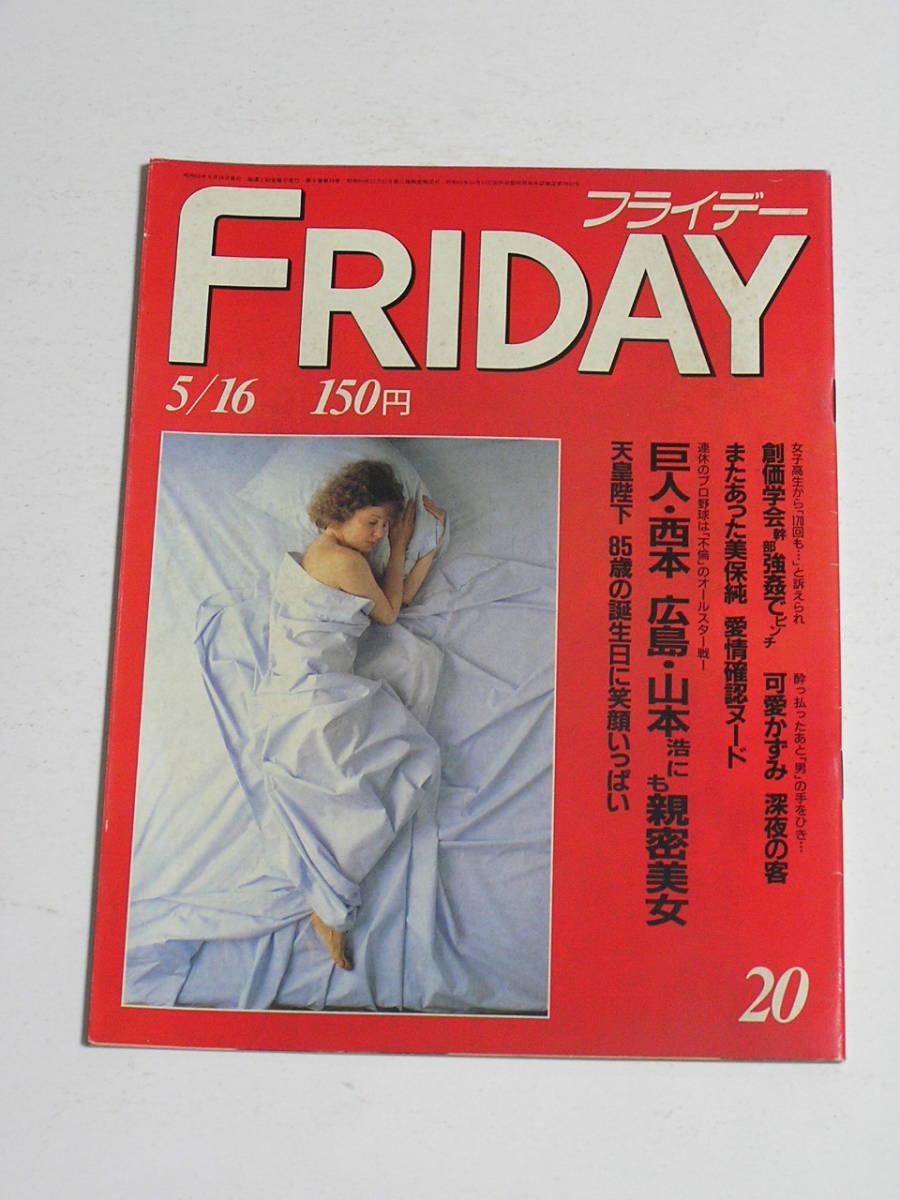 フライデー
FRIDAY
5/16 150円
女子高生から「170回も…」と訴えられ
創価学会幹部強姦でピンチ
酔っ払ったあと「男」の手をひき…
可愛かずみ 深夜の客
またあった美保純 愛情確認ヌード
連休のプロ野球は「不倫」のオールスター戦!
巨人・西本 広島・山本浩にも親密美女
天皇陛下 85歳の誕生日に笑顔いっぱい
20